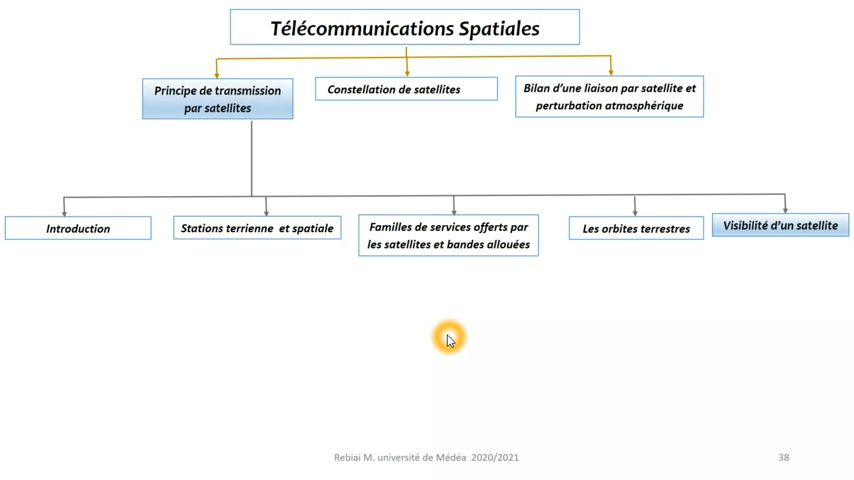 Télécommunications Spatiales
Principe de transmission
par satellites
Constellation de satellites
Bilan d'une liaison par satellite et
perturbation atmosphérique
Introduction
Stations terrienne et spatiale
Familles de services offerts par
les satellites et bandes allouées
Les orbites terrestres
Visibilité d'un satellite
Rebiai M. université de Médéa 2020/2021
38